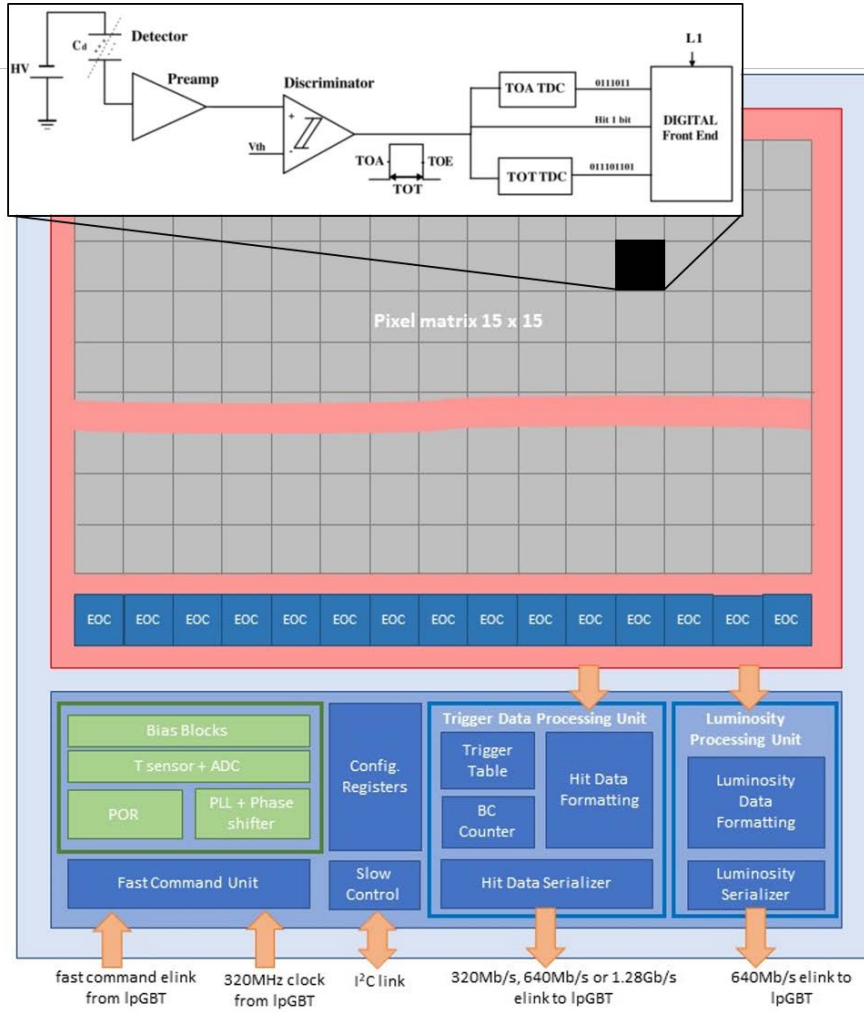 Detector
C_d
HV
Preamp
Discriminator
+
Vth
-
TOA
TOE
TOT
TOA TDC
0111011
Hit 1 bit
TOT TDC
011101101
L1
DIGITAL
Front End
Pixel matrix 15 x 15
EOC EOC EOC EOC EOC EOC EOC EOC EOC EOC EOC EOC EOC EOC EOC
Bias Blocks
T sensor + ADC
POR
PLL + Phase
shifter
Fast Command Unit
Config.
Registers
Slow
Control
Trigger Data Processing Unit
Trigger
Table
BC
Counter
Hit Data
Formatting
Hit Data Serializer
Luminosity
Processing Unit
Luminosity
Data
Formatting
Luminosity
Serializer
fast command elink
from lpGBT
320MHz clock
from lpGBT
I²C link
320Mb/s, 640Mb/s or 1.28Gb/s
elink to lpGBT
640Mb/s elink to
lpGBT